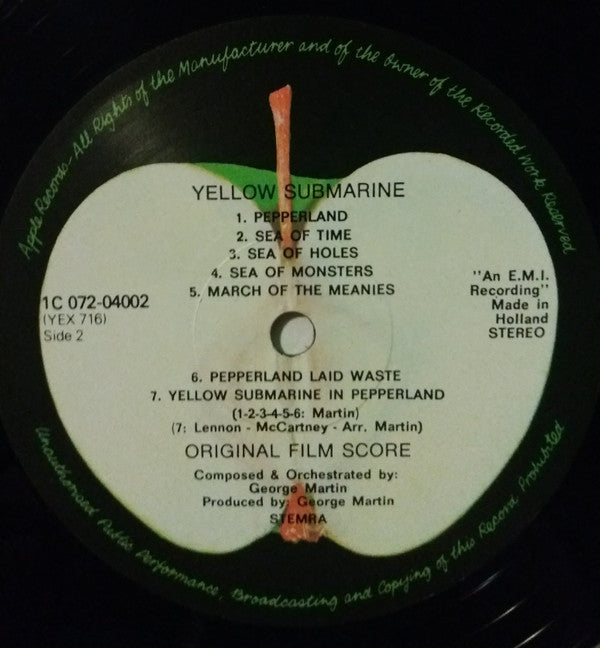 Apple Records-All Rights of the Manufacturer and of the Owner of the Recorded Work Reserved
YELLOW SUBMARINE
1. PEPPERLAND
2. SEA OF TIME
3. SEA OF HOLES
4. SEA OF MONSTERS
5. MARCH OF THE MEANIES
1C 072-04002
(YEX 716)
Side 2
"An E.M.I.
Recording"
Made in
Holland
STEREO
6. PEPPERLAND LAID WASTE
7. YELLOW SUBMARINE IN PEPPERLAND
(1-2-3-4-5-6: Martin)
(7: Lennon - McCartney - Arr. Martin)
ORIGINAL FILM SCORE
Composed & Orchestrated by:
George Martin
Produced by: George Martin
STEMRA
Unauthorised Public Performance, Broadcasting and Copying of this Record Prohibited